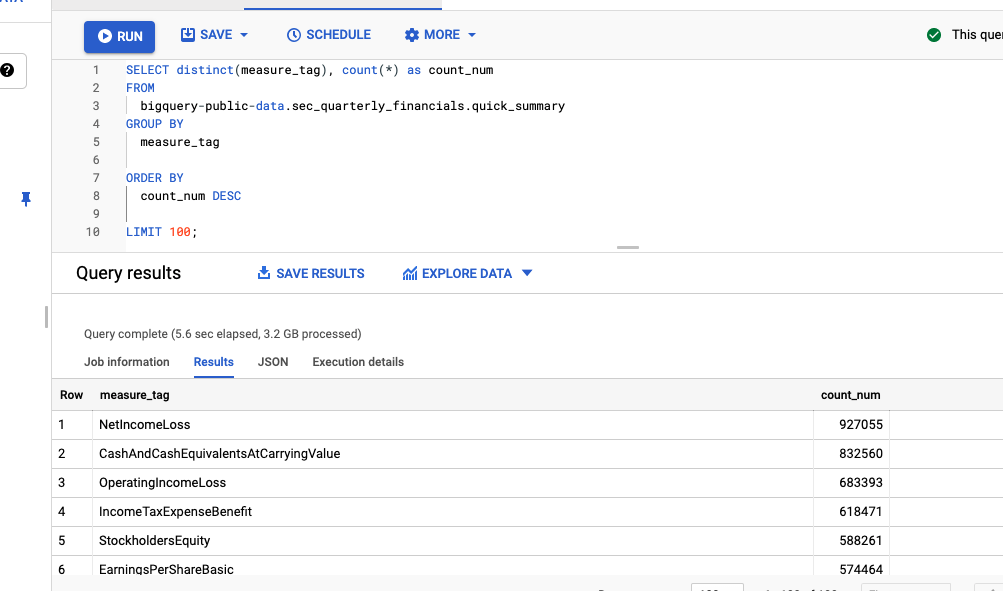 RUN
SAVE
SCHEDULE
MORE
This que
1 SELECT distinct(measure_tag), count(*) as count_num
2 FROM
3 bigquery-public-data.sec_quarterly_financials.quick_summary
4 GROUP BY
5 measure_tag
6
7 ORDER BY
8 count_num DESC
9
10 LIMIT 100;
Query results
SAVE RESULTS
EXPLORE DATA
Query complete (5.6 sec elapsed, 3.2 GB processed)
Job information Results JSON Execution details
Row measure_tag count_num
1 NetIncomeLoss 927055
2 CashAndCashEquivalentsAtCarryingValue 832560
3 OperatingIncomeLoss 683393
4 IncomeTaxExpenseBenefit 618471
5 StockholdersEquity 588261
6 EarningsPerShareBasic 574464